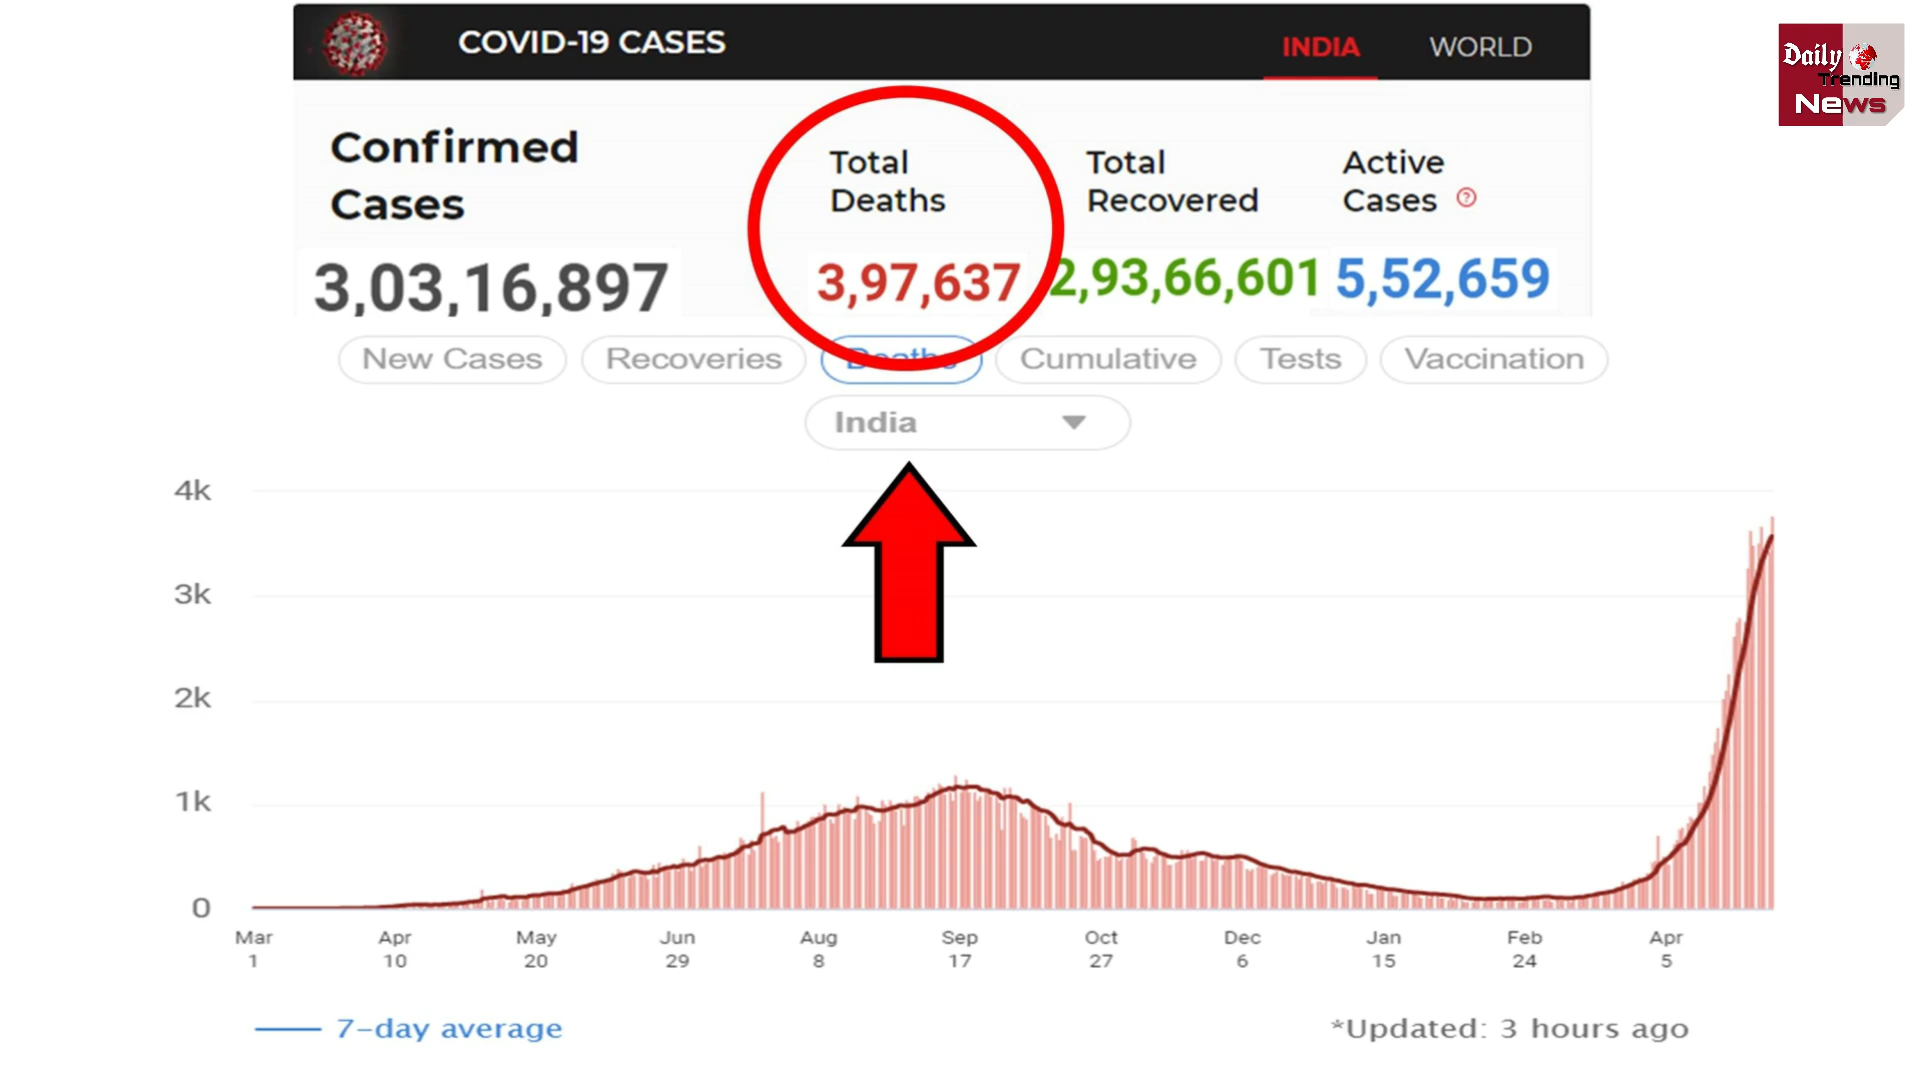 COVID-19 CASES
INDIA
WORLD
Daily
Trending
News
Confirmed
Cases
Total
Deaths
Total
Recovered
Active
Cases ?
3,03,16,897
3,97,637
2,93,66,601
5,52,659
New Cases
Recoveries
Deaths
Cumulative
Tests
Vaccination
India
4k
3k
2k
1k
0
Mar
1
Apr
10
May
20
Jun
29
Aug
8
Sep
17
Oct
27
Dec
6
Jan
15
Feb
24
Apr
5
7-day average
*Updated: 3 hours ago